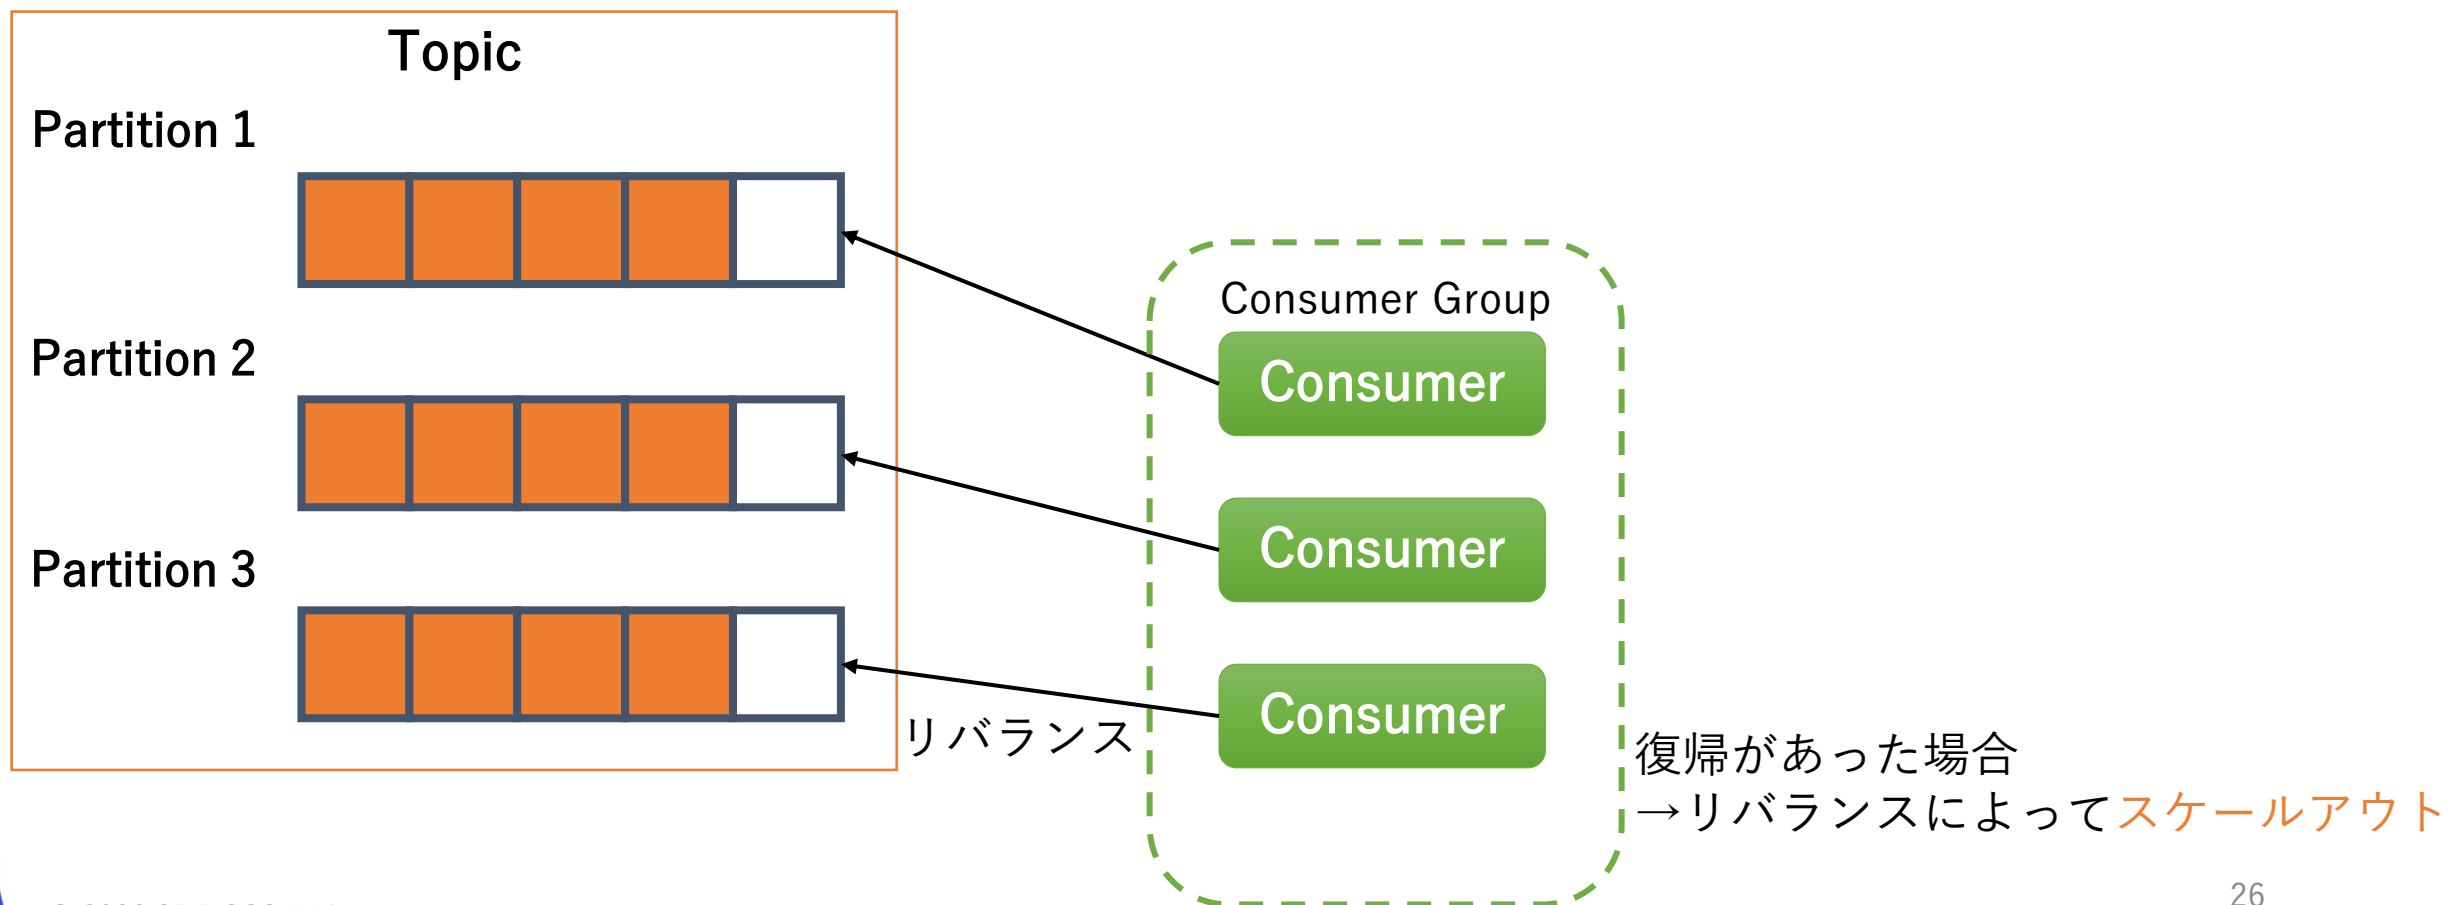 Topic
Partition 1
Partition 2
Partition 3
Consumer Group
Consumer
Consumer
Consumer
リバランス
復帰があった場合
→リバランスによってスケールアウト
26